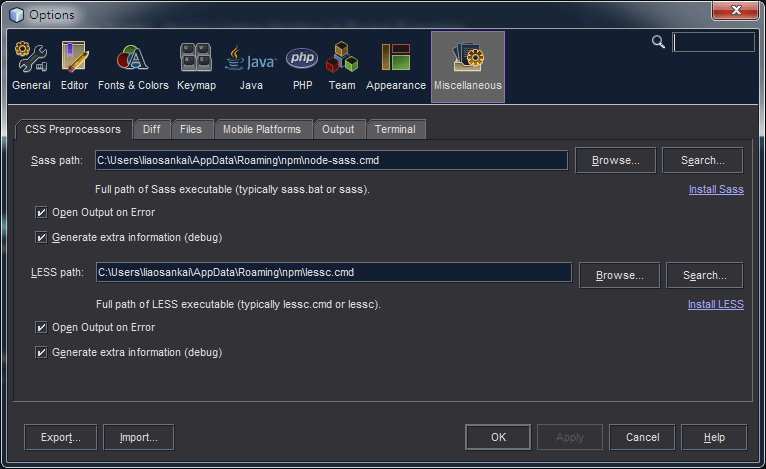 Options
General Editor Fonts & Colors Keymap Java PHP Team Appearance Miscellaneous
CSS Preprocessors Diff Files Mobile Platforms Output Terminal
Sass path: C:\Users\liaosankai\AppData\Roaming\npm\node-sass.cmd Browse... Search...
Full path of Sass executable (typically sass.bat or sass). Install Sass
Open Output on Error
Generate extra information (debug)
LESS path: C:\Users\liaosankai\AppData\Roaming\npm\lessc.cmd Browse... Search...
Full path of LESS executable (typically lessc.cmd or lessc). Install LESS
Open Output on Error
Generate extra information (debug)
Export... Import... OK Apply Cancel Help